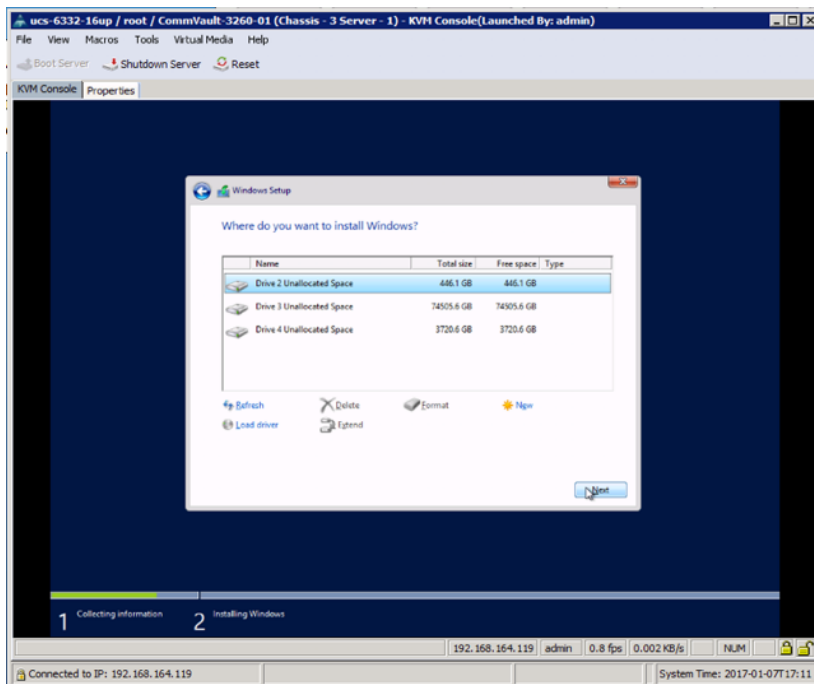 ucs-6332-16up / root / CommVault-3260-01 (Chassis - 3 Server - 1) - KVM Console(Launched By: admin)
File View Macros Tools Virtual Media Help
Boot Server Shutdown Server Reset
KVM Console Properties
Windows Setup
Where do you want to install Windows?
Name Total size Free space Type
Drive 2 Unallocated Space 446.1 GB 446.1 GB
Drive 3 Unallocated Space 74505.6 GB 74505.6 GB
Drive 4 Unallocated Space 3720.6 GB 3720.6 GB
Refresh Delete Format New
Load driver Extend
Next
1 Collecting information 2 Installing Windows
192.168.164.119 admin 0.8 fps 0.002 KB/s NUM
Connected to IP: 192.168.164.119 System Time: 2017-01-07T17:11